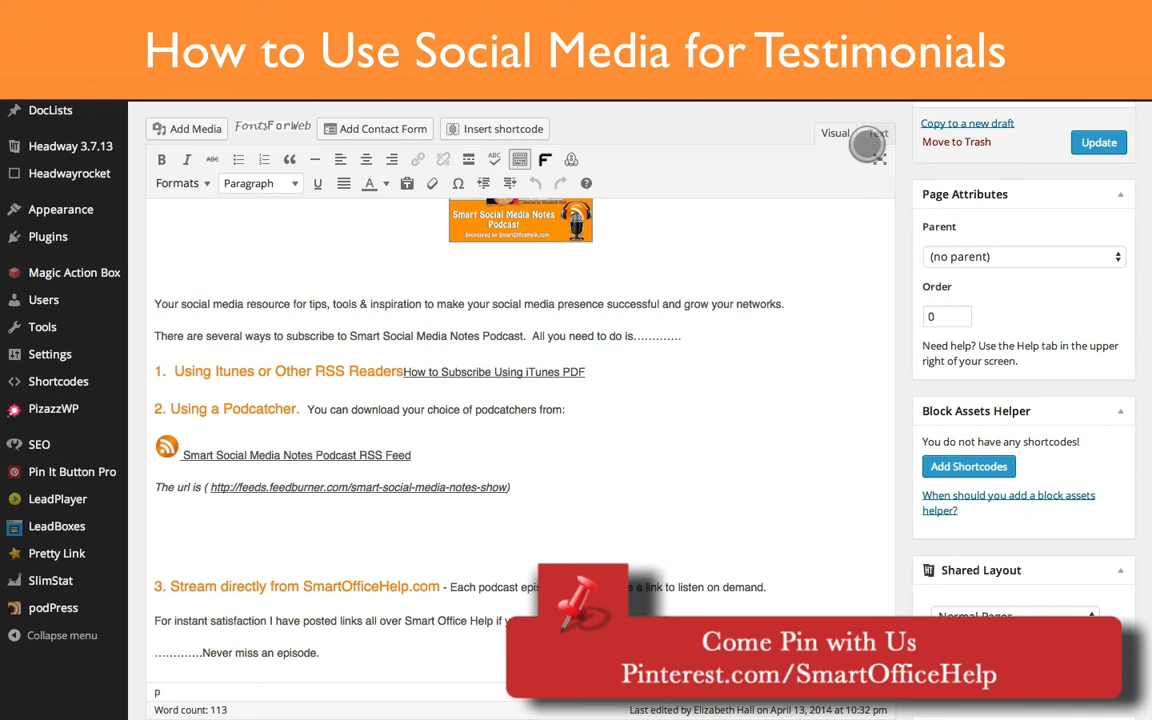 How to Use Social Media for Testimonials
DocLists
Headway 3.7.13
Headwayrocket
Appearance
Plugins
Magic Action Box
Users
Tools
Settings
Shortcodes
PizazzWP
SEO
Pin It Button Pro
LeadPlayer
LeadBoxes
Pretty Link
SlimStat
podPress
Collapse menu
Add Media
FontsForWeb
Add Contact Form
Insert shortcode
Visual
Text
B I ABC ABC F
Formats Paragraph U A
Smart Social Media Notes
Podcast
Sponsored by SmartOfficeHelp.com
Your social media resource for tips, tools & inspiration to make your social media presence successful and grow your networks.
There are several ways to subscribe to Smart Social Media Notes Podcast. All you need to do is………….
1. Using Itunes or Other RSS ReadersHow to Subscribe Using iTunes PDF
2. Using a Podcatcher. You can download your choice of podcatchers from:
Smart Social Media Notes Podcast RSS Feed
The url is ( http://feeds.feedburner.com/smart-social-media-notes-show)
3. Stream directly from SmartOfficeHelp.com - Each podcast a link to listen on demand.
For instant satisfaction I have posted links all over Smart Office Help if
………….Never miss an episode.
p
Word count: 113
Last edited by Elizabeth Hall on April 13, 2014 at 10:32 pm
Come Pin with Us
Pinterest.com/SmartOfficeHelp
Copy to a new draft
Move to Trash
Update
Page Attributes
Parent
(no parent)
Order
0
Need help? Use the Help tab in the upper
right of your screen.
Block Assets Helper
You do not have any shortcodes!
Add Shortcodes
When should you add a block assets
helper?
Shared Layout
Normal Pages